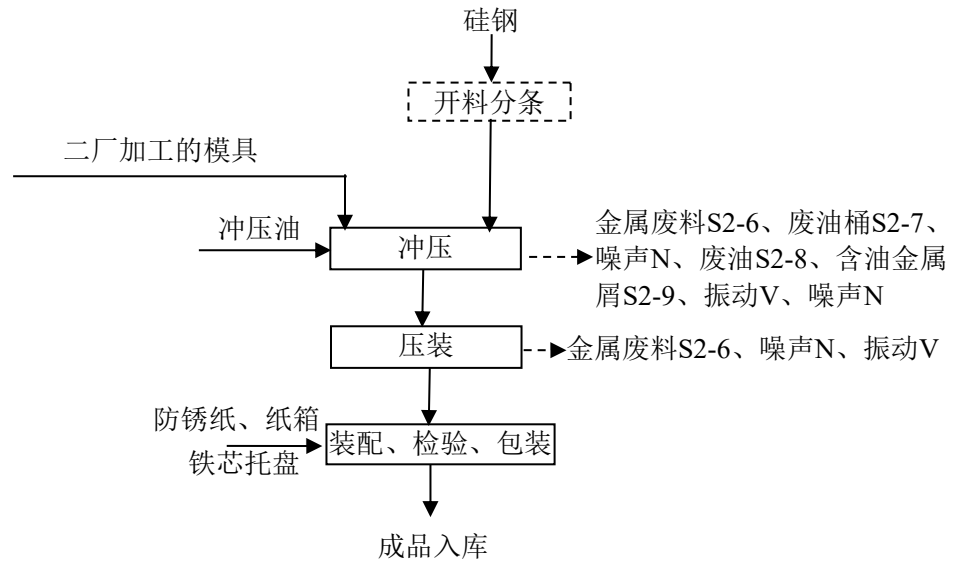 硅钢
开料分条
二厂加工的模具
冲压油
冲压
金属废料S2-6、废油桶S2-7、
噪声N、废油S2-8、含油金属
屑S2-9、振动V、噪声N
压装
金属废料S2-6、噪声N、振动V
防锈纸、纸箱
铁芯托盘
装配、检验、包装
成品入库